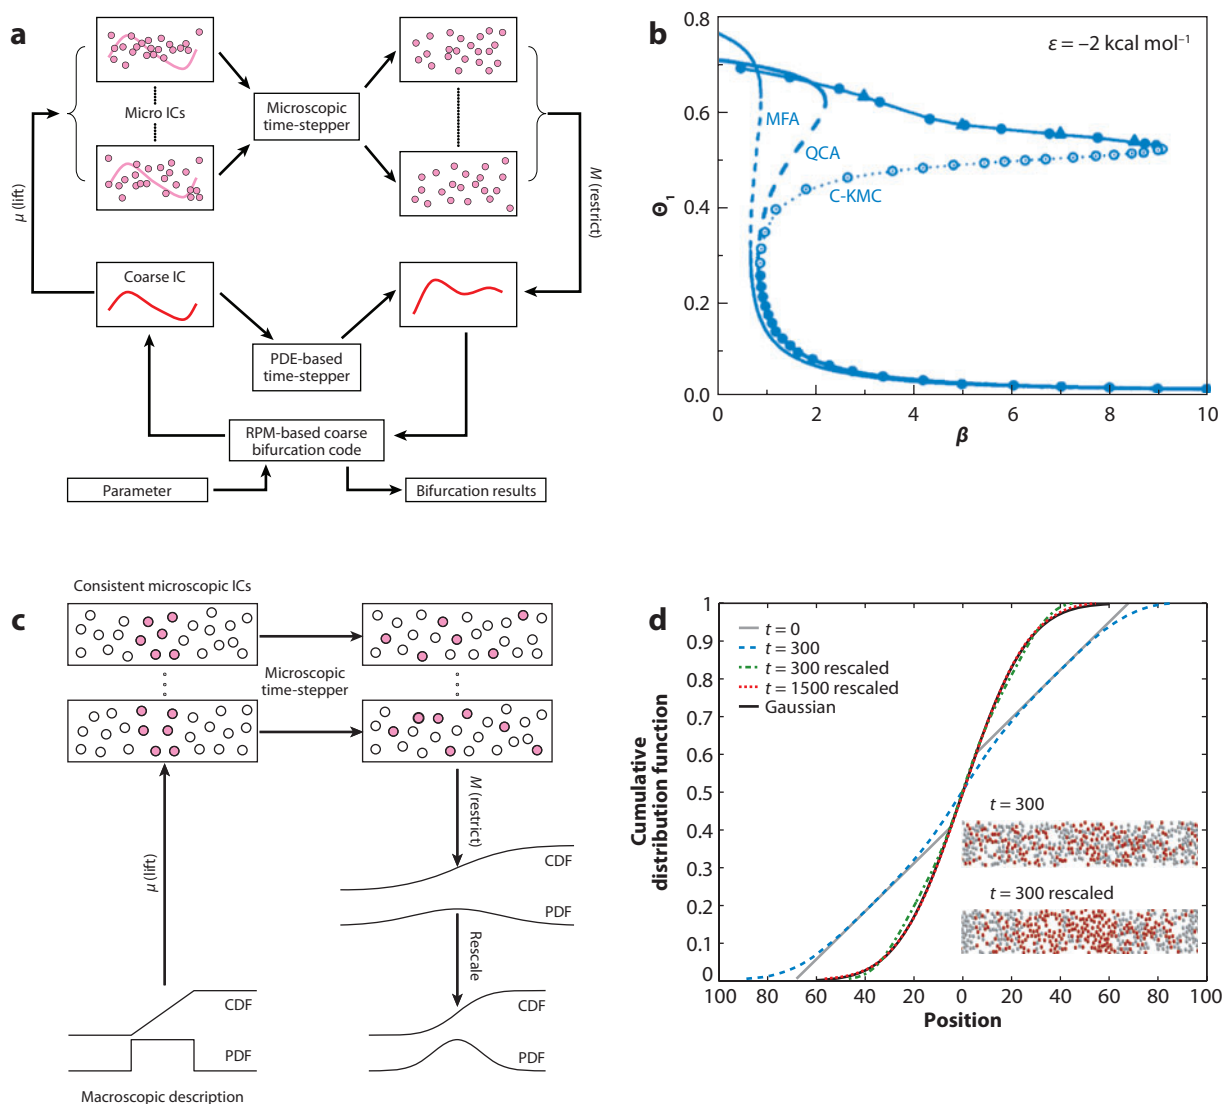 a
Micro ICs
Microscopic
time-stepper
μ (lift)
M (restrict)
Coarse IC
PDE-based
time-stepper
RPM-based coarse
bifurcation code
Parameter
Bifurcation results
b
ε = –2 kcal mol⁻¹
0.8
0.6
0.4
0.2
0.0
Θ₁
MFA
QCA
C-KMC
0
2
4
6
8
10
β
c
Consistent microscopic ICs
Microscopic
time-stepper
μ (lift)
M (restrict)
CDF
PDF
Rescale
CDF
PDF
CDF
PDF
Macroscopic description
d
t = 0
t = 300
t = 300 rescaled
t = 1500 rescaled
Gaussian
1
0.9
0.8
0.7
0.6
0.5
0.4
0.3
0.2
0.1
0
Cumulative
distribution function
t = 300
t = 300 rescaled
100
80
60
40
20
0
20
40
60
80
100
Position